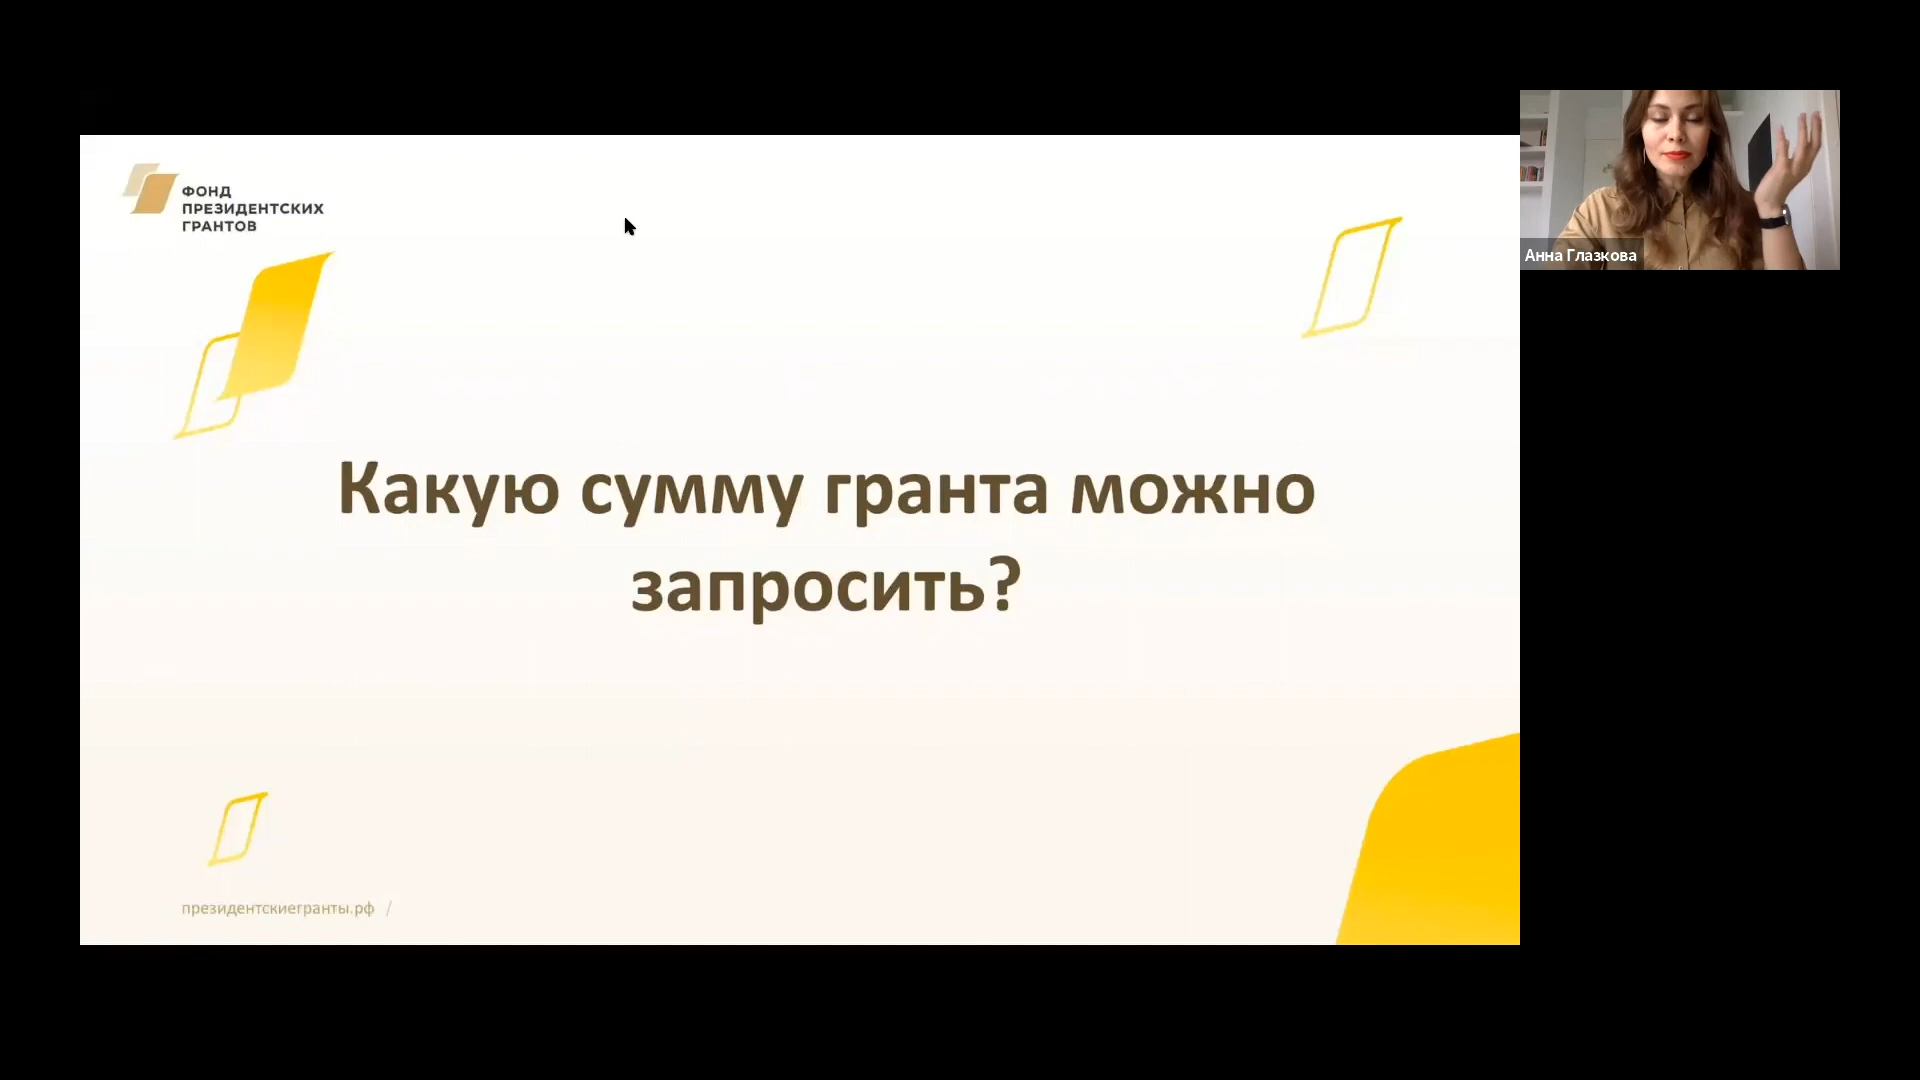 ФОНД
ПРЕЗИДЕНТСКИХ
ГРАНТОВ
Анна Глазкова
Какую сумму гранта можно
запросить?
президентскиегранты.рф /